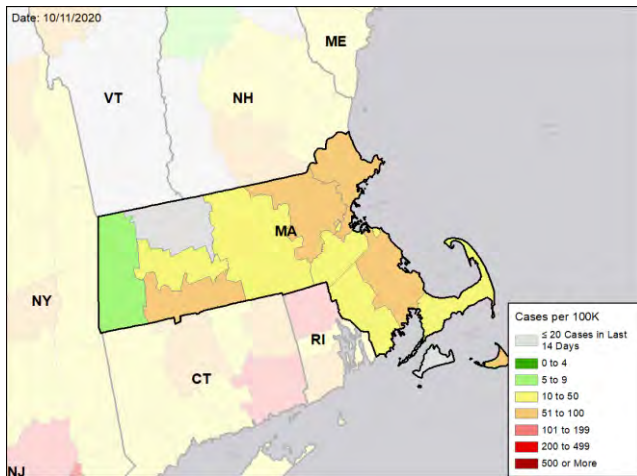 Date: 10/11/2020
ME
VT
NH
MA
NY
CT
RI
NJ
Cases per 100K
≤ 20 Cases in Last
14 Days
0 to 4
5 to 9
10 to 50
51 to 100
101 to 199
200 to 499
500 or More